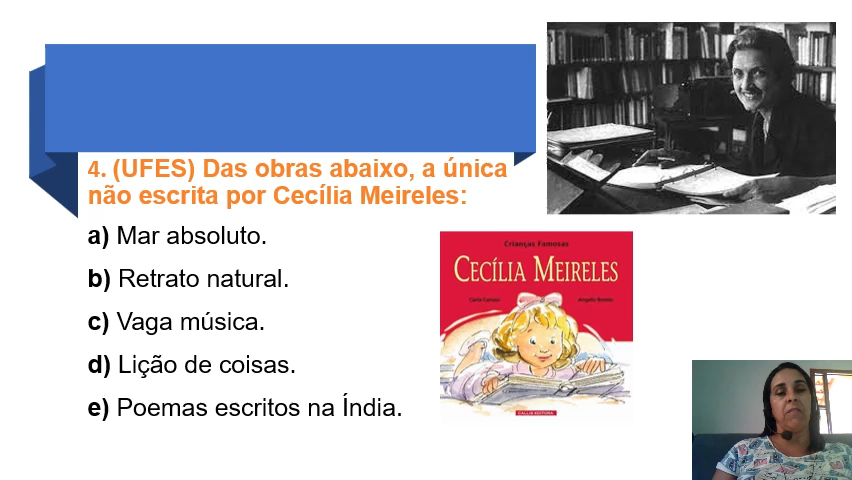 4. (UFES) Das obras abaixo, a única
não escrita por Cecília Meireles:
a) Mar absoluto.
b) Retrato natural.
c) Vaga música.
d) Lição de coisas.
e) Poemas escritos na Índia.
Crianças Famosas
CECÍLIA MEIRELES
Carla Caruso
Angelo Bonito
CALLIS EDITORA